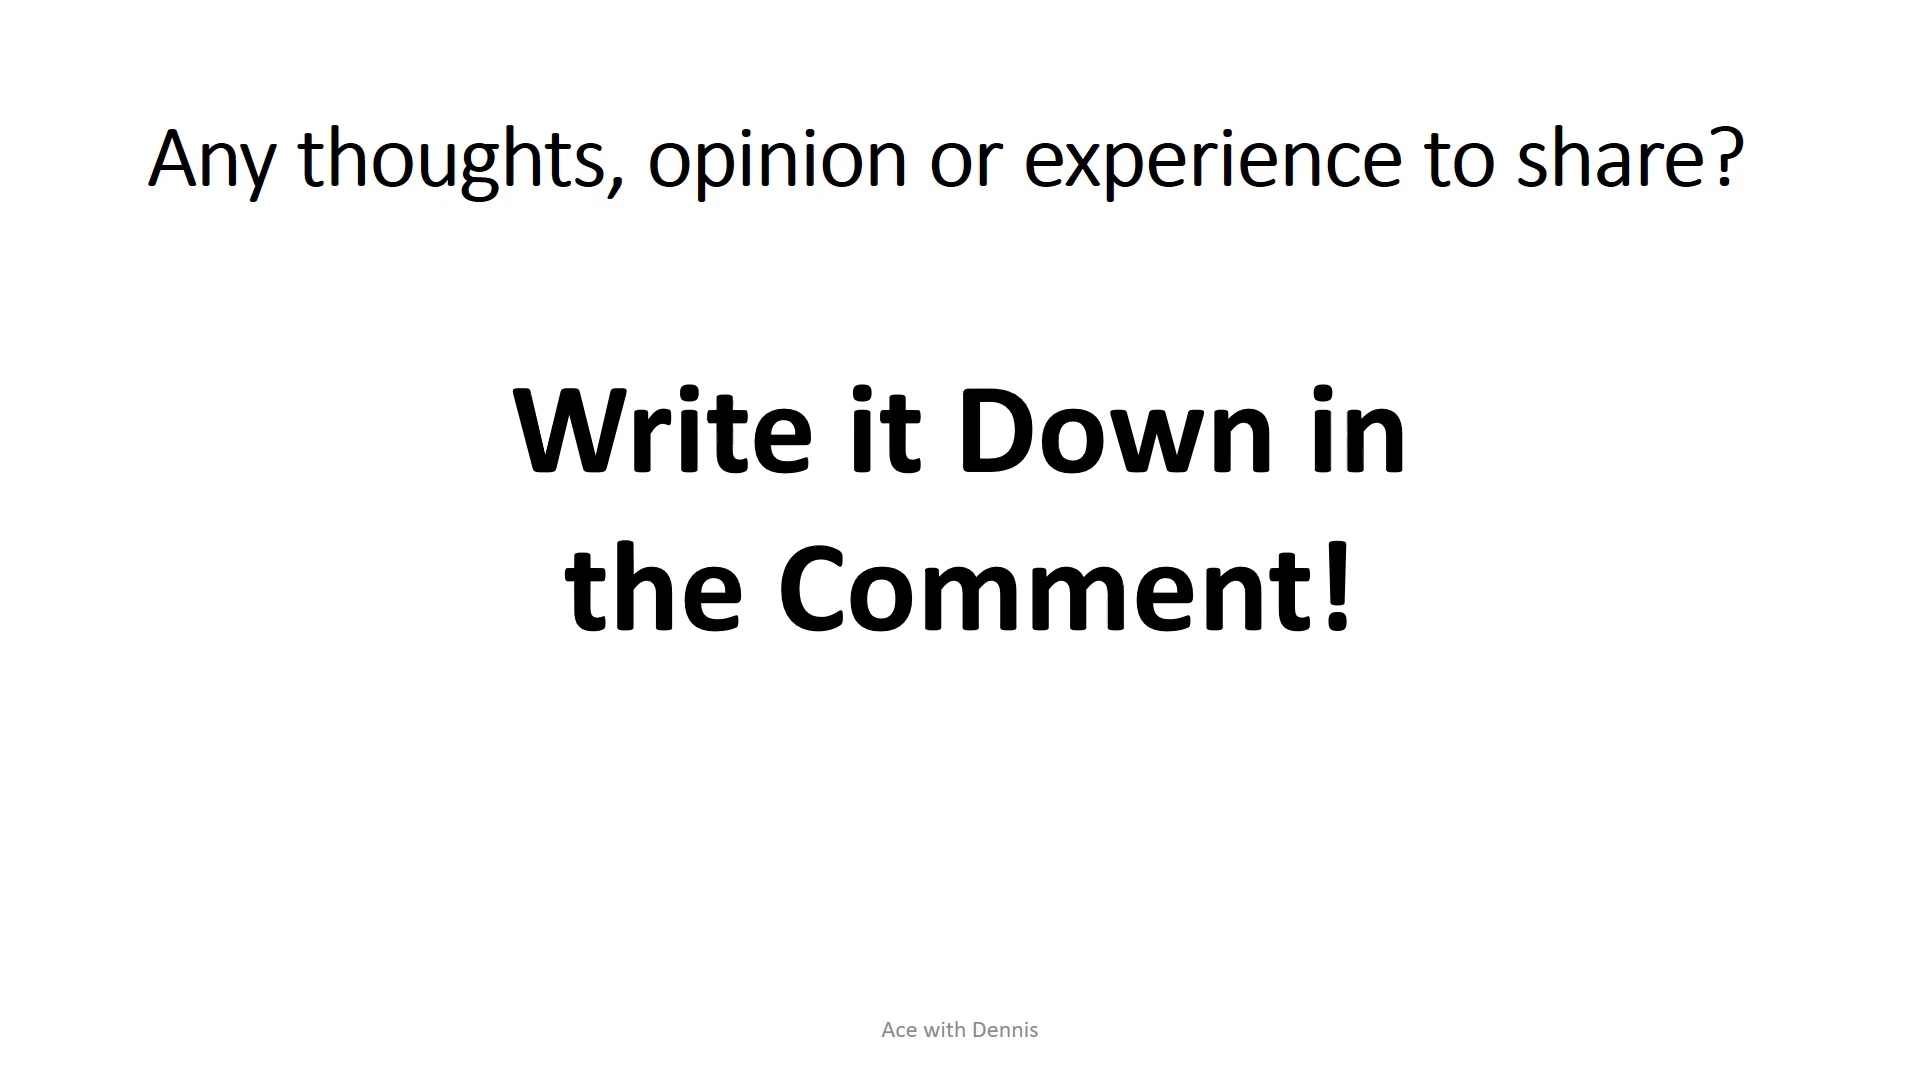 Any thoughts, opinion or experience to share?
Write it Down in
the Comment!
Ace with Dennis